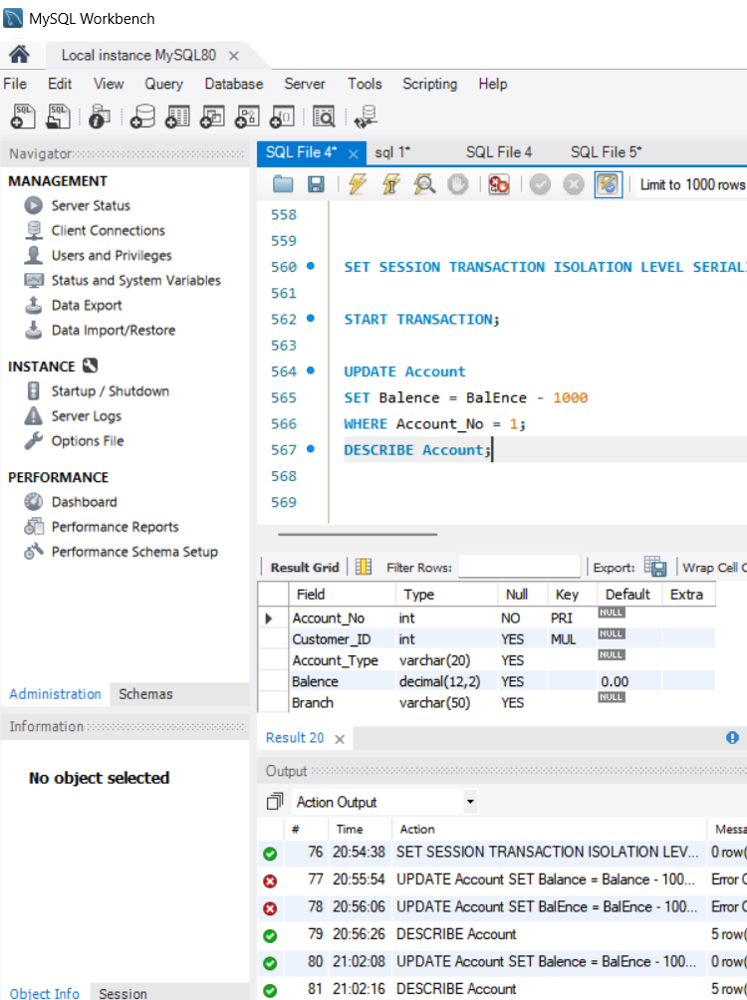 MySQL Workbench
Local instance MySQL80
File Edit View Query Database Server Tools Scripting Help
Navigator
SQL File 4* sql 1* SQL File 4 SQL File 5*
MANAGEMENT
Server Status
Client Connections
Users and Privileges
Status and System Variables
Data Export
Data Import/Restore
INSTANCE
Startup / Shutdown
Server Logs
Options File
PERFORMANCE
Dashboard
Performance Reports
Performance Schema Setup
Administration Schemas
Information
No object selected
Object Info Session
Limit to 1000 rows
558
559
560 SET SESSION TRANSACTION ISOLATION LEVEL SERIAL
561
562 START TRANSACTION;
563
564 UPDATE Account
565 SET Balence = BalEnce - 1000
566 WHERE Account_No = 1;
567 DESCRIBE Account;
568
569
Result Grid Filter Rows: Export: Wrap Cell C
Field Type Null Key Default Extra
Account_No int NO PRI NULL
Customer_ID int YES MUL NULL
Account_Type varchar(20) YES NULL
Balence decimal(12,2) YES 0.00
Branch varchar(50) YES NULL
Result 20
Output
Action Output
# Time Action Messa
76 20:54:38 SET SESSION TRANSACTION ISOLATION LEV... 0 row(
77 20:55:54 UPDATE Account SET Balance = Balance - 100... Error C
78 20:56:06 UPDATE Account SET BalEnce = BalEnce - 100... Error C
79 20:56:26 DESCRIBE Account 5 row(
80 21:02:08 UPDATE Account SET Balence = BalEnce - 100... 0 row(
81 21:02:16 DESCRIBE Account 5 row(